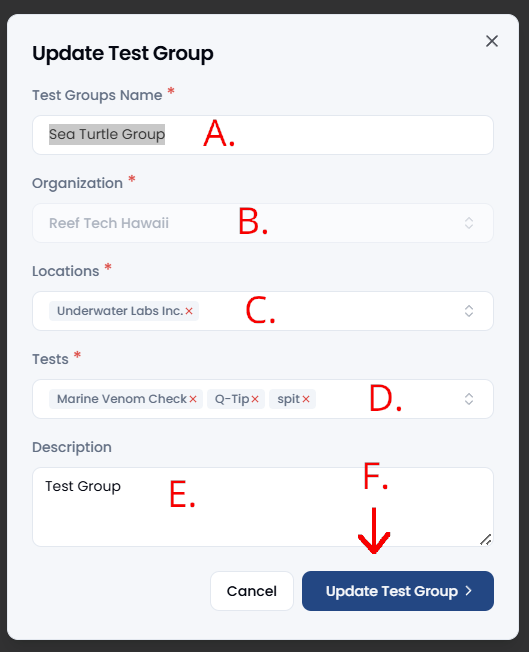 Update Test Group
Test Groups Name *
Sea Turtle Group A.
Organization *
Reef Tech Hawaii B.
Locations *
Underwater Labs Inc.× C.
Tests *
Marine Venom Check× Q-Tip× spit× D.
Description
Test Group E.
F.
Cancel Update Test Group >